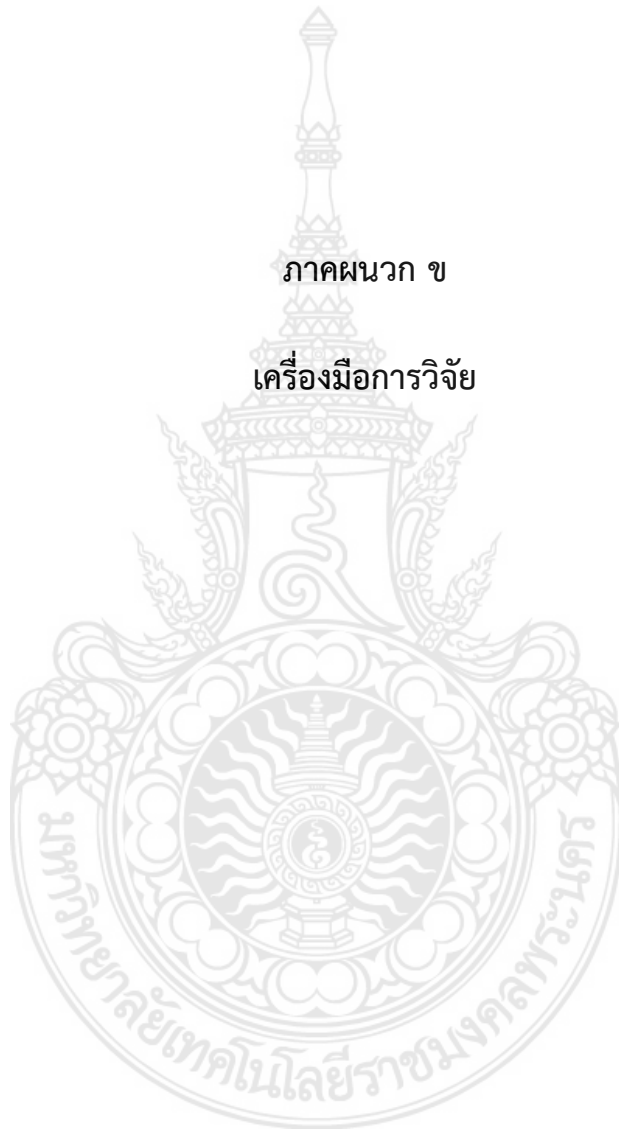 ภาคผนวก ข
เครื่องมือการวิจัย
มหาวิทยาลัยเทคโนโลยีราชมงคลพระนคร